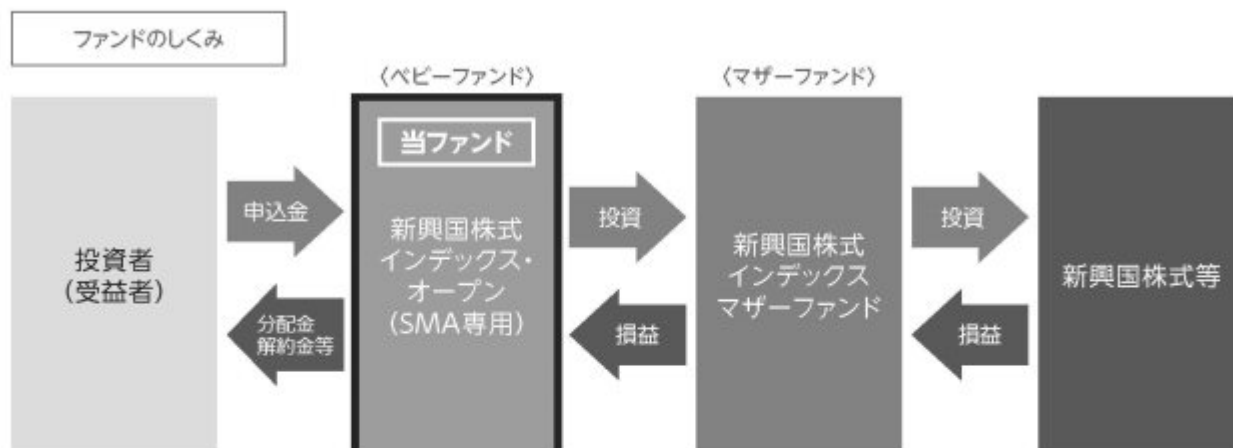 ファンドのしくみ
〈ベビーファンド〉
〈マザーファンド〉
投資者
(受益者)
申込金
分配金
解約金等
当ファンド
新興国株式
インデックス・
オープン
(SMA専用)
投資
損益
新興国株式
インデックス
マザーファンド
投資
損益
新興国株式等